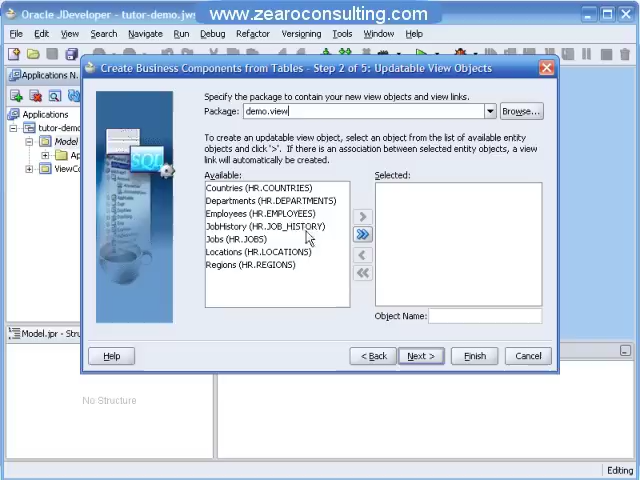 Oracle JDeveloper - tutor-demo.jws
www.zearoconsulting.com
File Edit View Search Navigate Run Debug Refactor Versioning Tools Window Help
Applications N.
Applications
tutor-demo
Model
Ap
ViewCo
Create Business Components from Tables - Step 2 of 5: Updatable View Objects
Specify the package to contain your new view objects and view links.
Package: demo.view Browse...
To create an updatable view object, select an object from the list of available entity
objects and click '>'. If there is an association between selected entity objects, a view
link will automatically be created.
Available: Selected:
Countries (HR.COUNTRIES)
Departments (HR.DEPARTMENTS)
Employees (HR.EMPLOYEES)
JobHistory (HR.JOB_HISTORY)
Jobs (HR.JOBS)
Locations (HR.LOCATIONS)
Regions (HR.REGIONS)
Object Name:
Help < Back Next > Finish Cancel
Model.jpr - Stru
No Structure
Editing